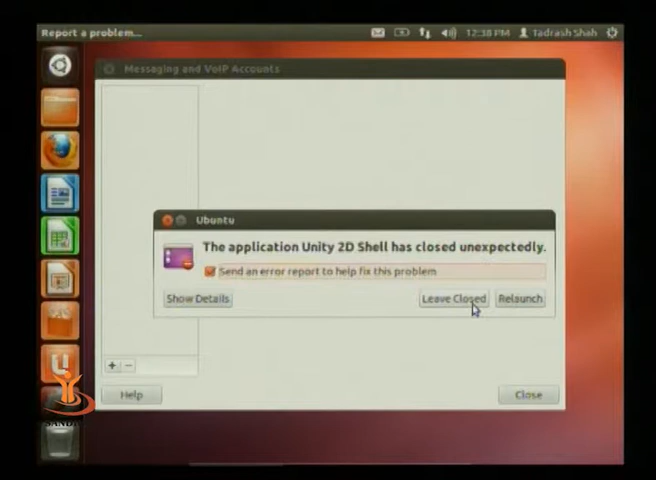 Report a problem...
12:38 PM Tadrash Shah
Messaging and VoIP Accounts
Ubuntu
The application Unity 2D Shell has closed unexpectedly.
Send an error report to help fix this problem
Show Details
Leave Closed
Relaunch
Help
Close